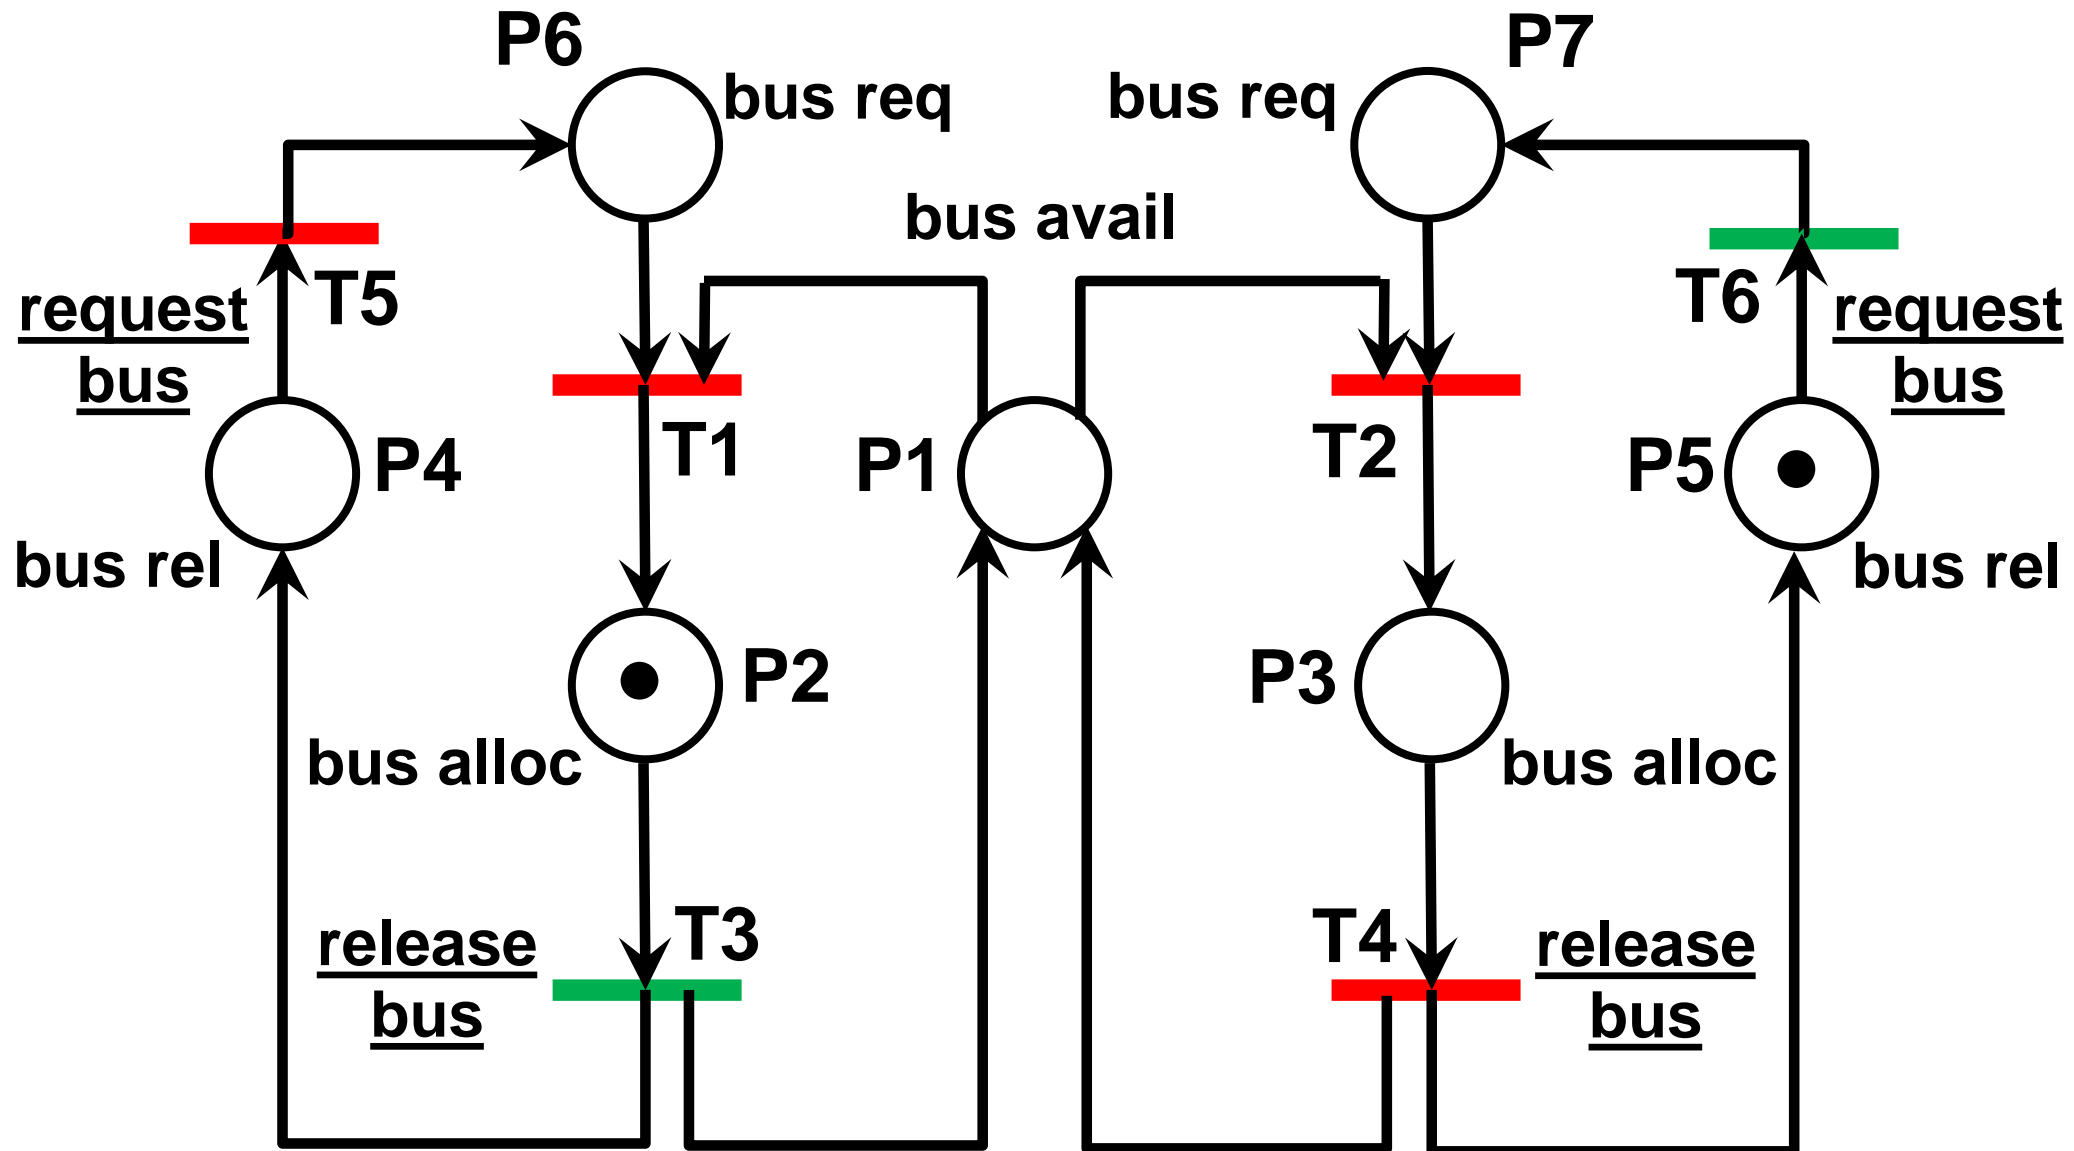 P6
P7
bus req
bus req
bus avail
T5
T6
request
bus
request
bus
P4
T1
P1
T2
P5
bus rel
bus rel
P2
P3
bus alloc
bus alloc
T3
T4
release
bus
release
bus